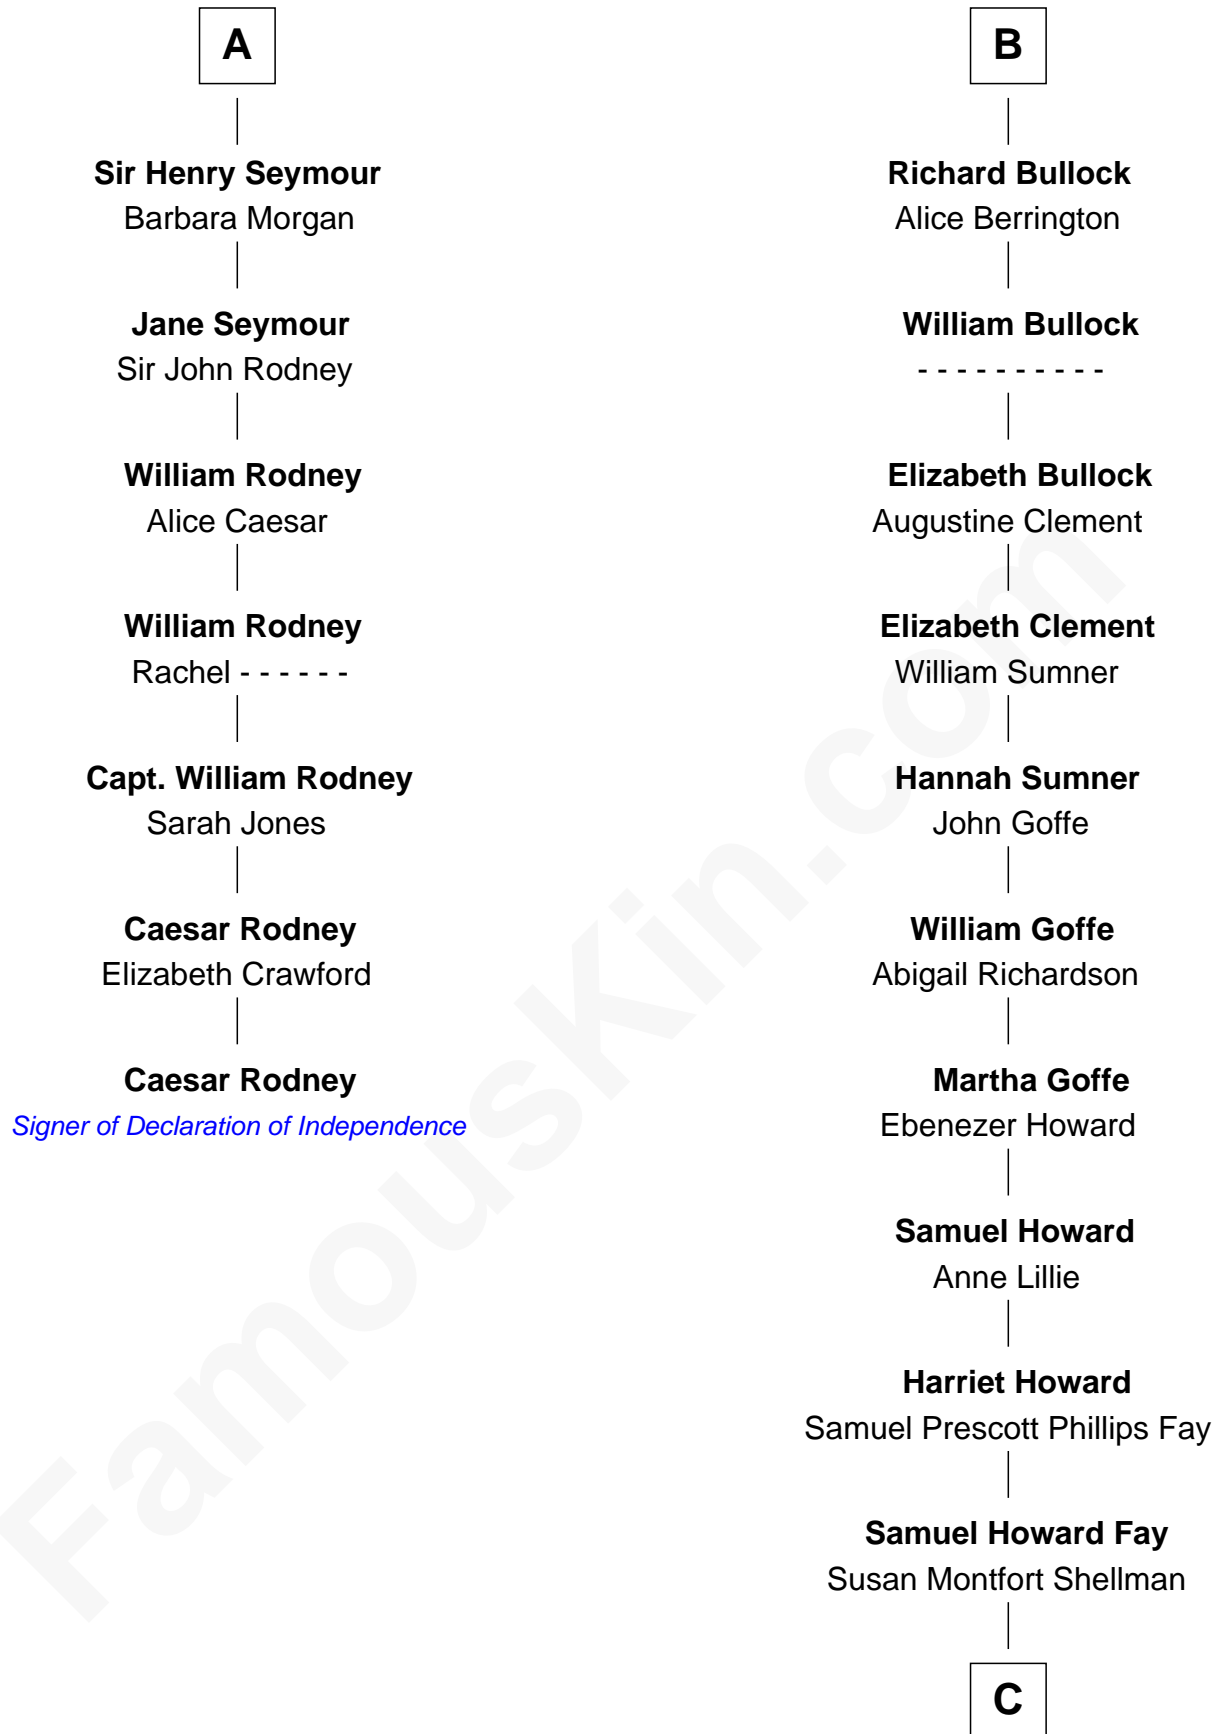 A
Sir Henry Seymour
Barbara Morgan
Jane Seymour
Sir John Rodney
William Rodney
Alice Caesar
William Rodney
Rachel - - - - - -
Capt. William Rodney
Sarah Jones
Caesar Rodney
Elizabeth Crawford
Caesar Rodney
Signer of Declaration of Independence
B
Richard Bullock
Alice Berrington
William Bullock
- - - - - - - - - -
Elizabeth Bullock
Augustine Clement
Elizabeth Clement
William Sumner
Hannah Sumner
John Goffe
William Goffe
Abigail Richardson
Martha Goffe
Ebenezer Howard
Samuel Howard
Anne Lillie
Harriet Howard
Samuel Prescott Phillips Fay
Samuel Howard Fay
Susan Montfort Shellman
C
FamousKin.com